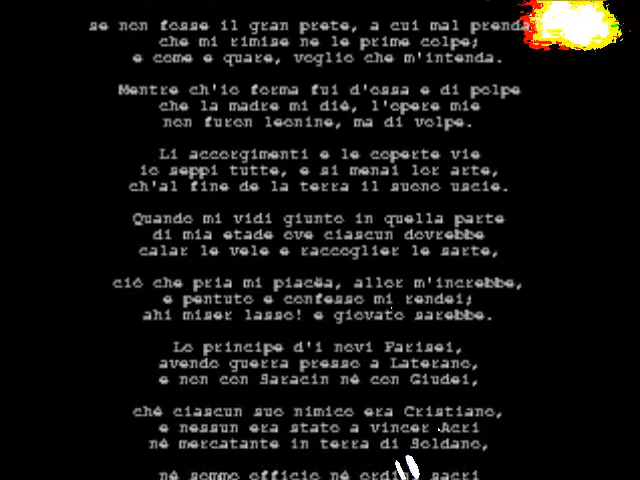 se non fosse il gran prete, a cui mal prenda
che mi rimise ne le prime colpe;
e come e quare, voglio che m'intenda.
Mentre ch'io forma fui d'ossa e di polpe
che la madre mi dié, l'opere mie
non furon leonine, ma di volpe.
Li accorgimenti e le coperte vie
io seppi tutte, e sì menai lor arte,
ch'al fine de la terra il suono uscie.
Quando mi vidi giunto in quella parte
di mia etade ove ciascun dovrebbe
calar le vele e raccoglier le sarte,
ciò che pria mi piacëa, allor m'increbbe,
e pentuto e confesso mi rendei;
ahi miser lasso! e giovato sarebbe.
Lo principe d'i novi Farisei,
avendo guerra presso a Laterano,
e non con Saracin né con Giudei,
ché ciascun suo nimico era Cristiano,
e nessun era stato a vincer Acri
né mercatante in terra di Soldano,
né sommo officio né ordini sacri